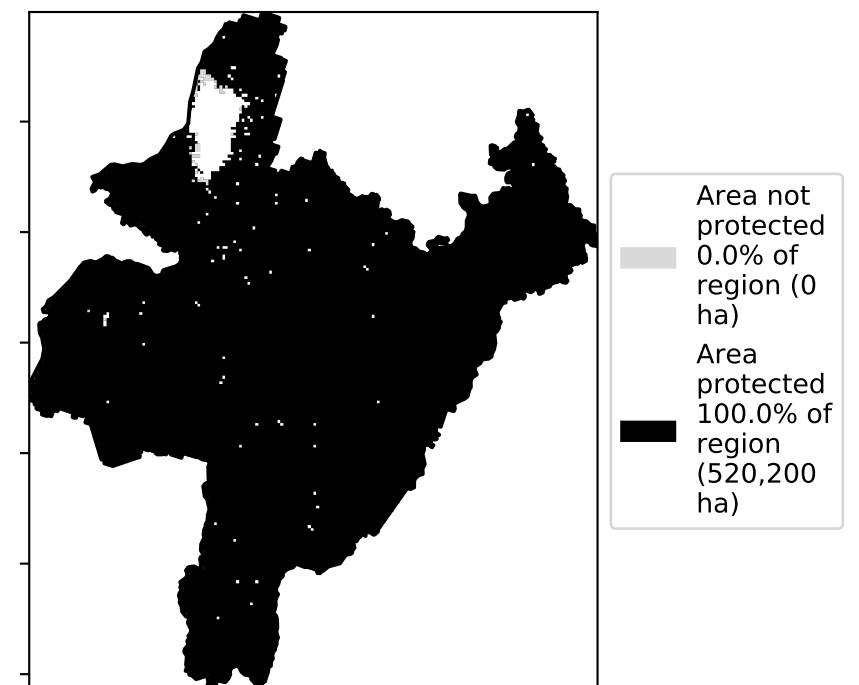 Area not
protected
0.0% of
region (0
ha)
Area
protected
100.0% of
region
(520,200
ha)